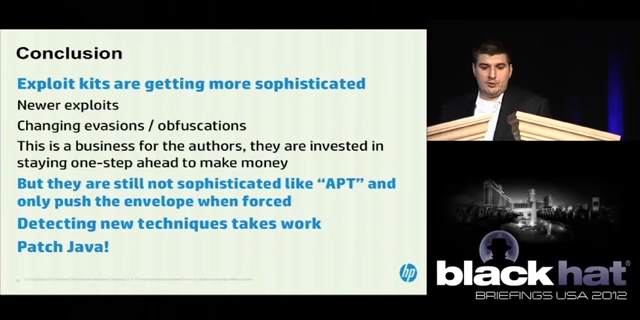 Conclusion
Exploit kits are getting more sophisticated
Newer exploits
Changing evasions / obfuscations
This is a business for the authors, they are invested in
staying one-step ahead to make money
But they are still not sophisticated like “APT” and
only push the envelope when forced
Detecting new techniques takes work
Patch Java!
hp
black hat®
BRIEFINGS USA 2012